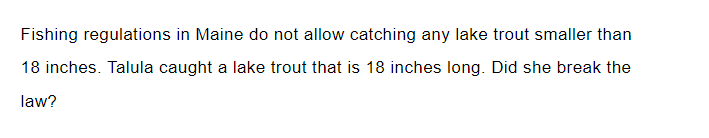 Fishing regulations in Maine do not allow catching any lake trout smaller than
18 inches. Talula caught a lake trout that is 18 inches long. Did she break the
law?